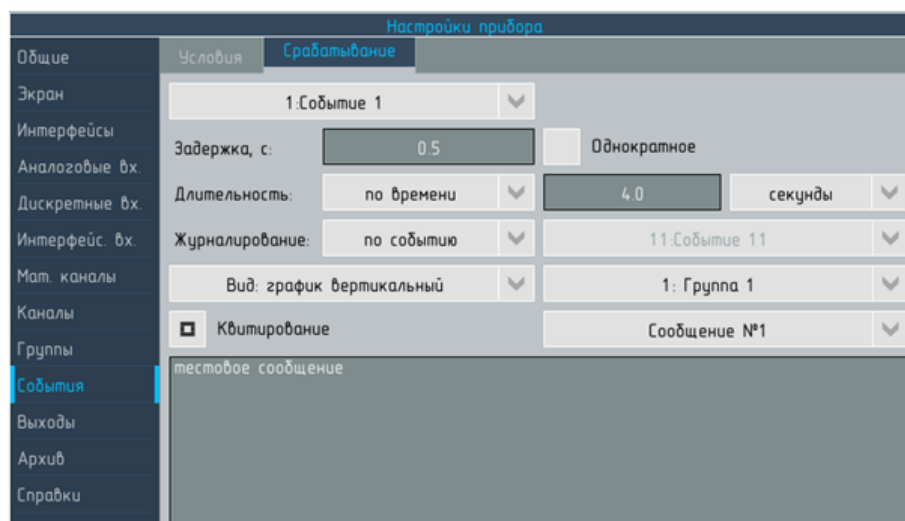 Настройки прибора
Общие
Экран
Интерфейсы
Аналоговые вх.
Дискретные вх.
Интерфейс. вх.
Мат. каналы
Каналы
Группы
События
Выходы
Архив
Справки
Условия
Срабатывание
1:Событие 1
Задержка, с:
0.5
Однократное
Длительность:
по времени
4.0
секунды
Журналирование:
по событию
11:Событие 11
Вид: график вертикальный
1: Группа 1
Квитирование
Сообщение №1
тестовое сообщение